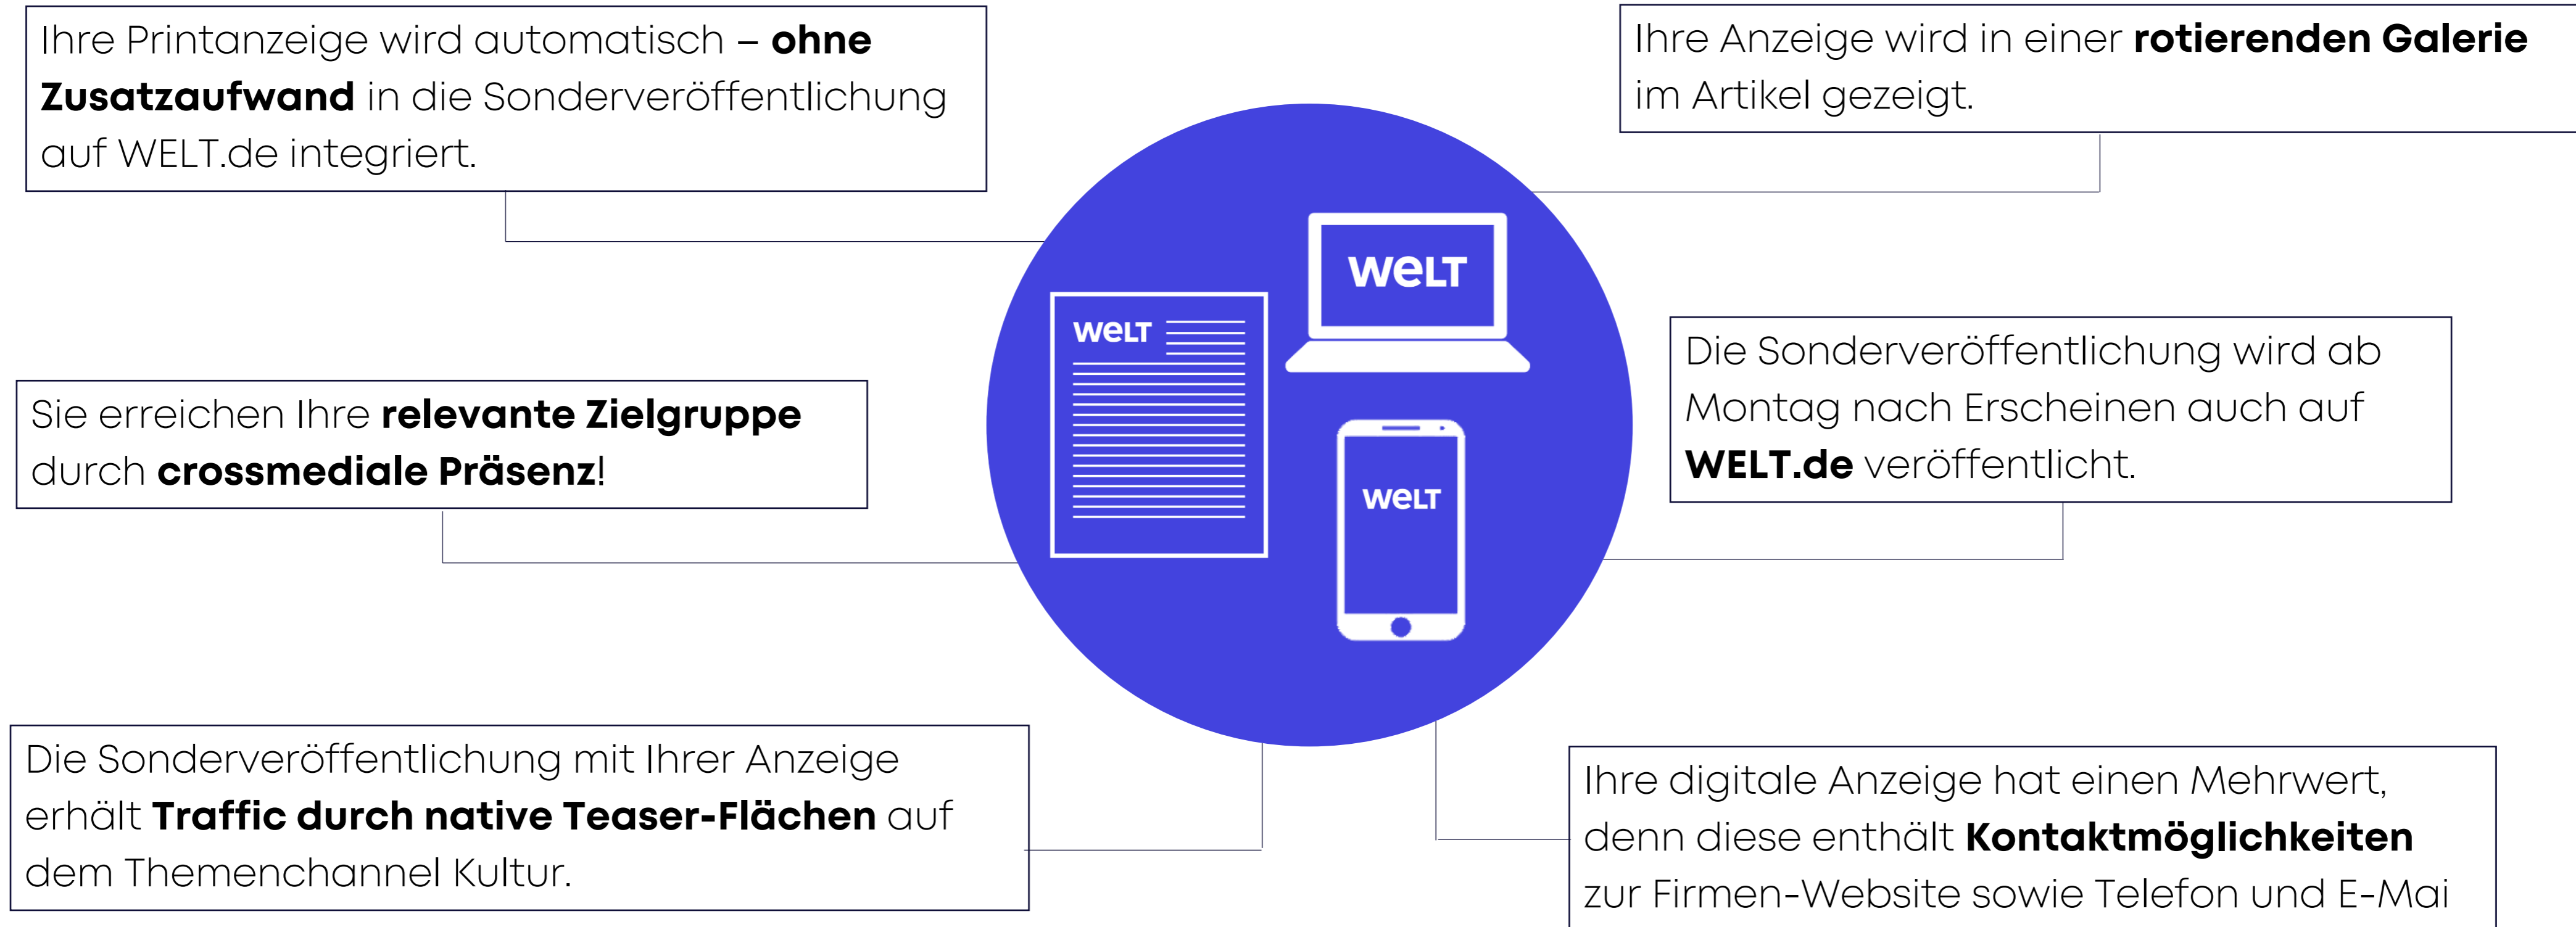 Ihre Printanzeige wird automatisch – ohne
Zusatzaufwand in die Sonderveröffentlichung
auf WELT.de integriert.
Ihre Anzeige wird in einer rotierenden Galerie
im Artikel gezeigt.
WELT
WELT
WELT
Sie erreichen Ihre relevante Zielgruppe
durch crossmediale Präsenz!
Die Sonderveröffentlichung wird ab
Montag nach Erscheinen auch auf
WELT.de veröffentlicht.
Die Sonderveröffentlichung mit Ihrer Anzeige
erhält Traffic durch native Teaser-Flächen auf
dem Themenchannel Kultur.
Ihre digitale Anzeige hat einen Mehrwert,
denn diese enthält Kontaktmöglichkeiten
zur Firmen-Website sowie Telefon und E-Mai